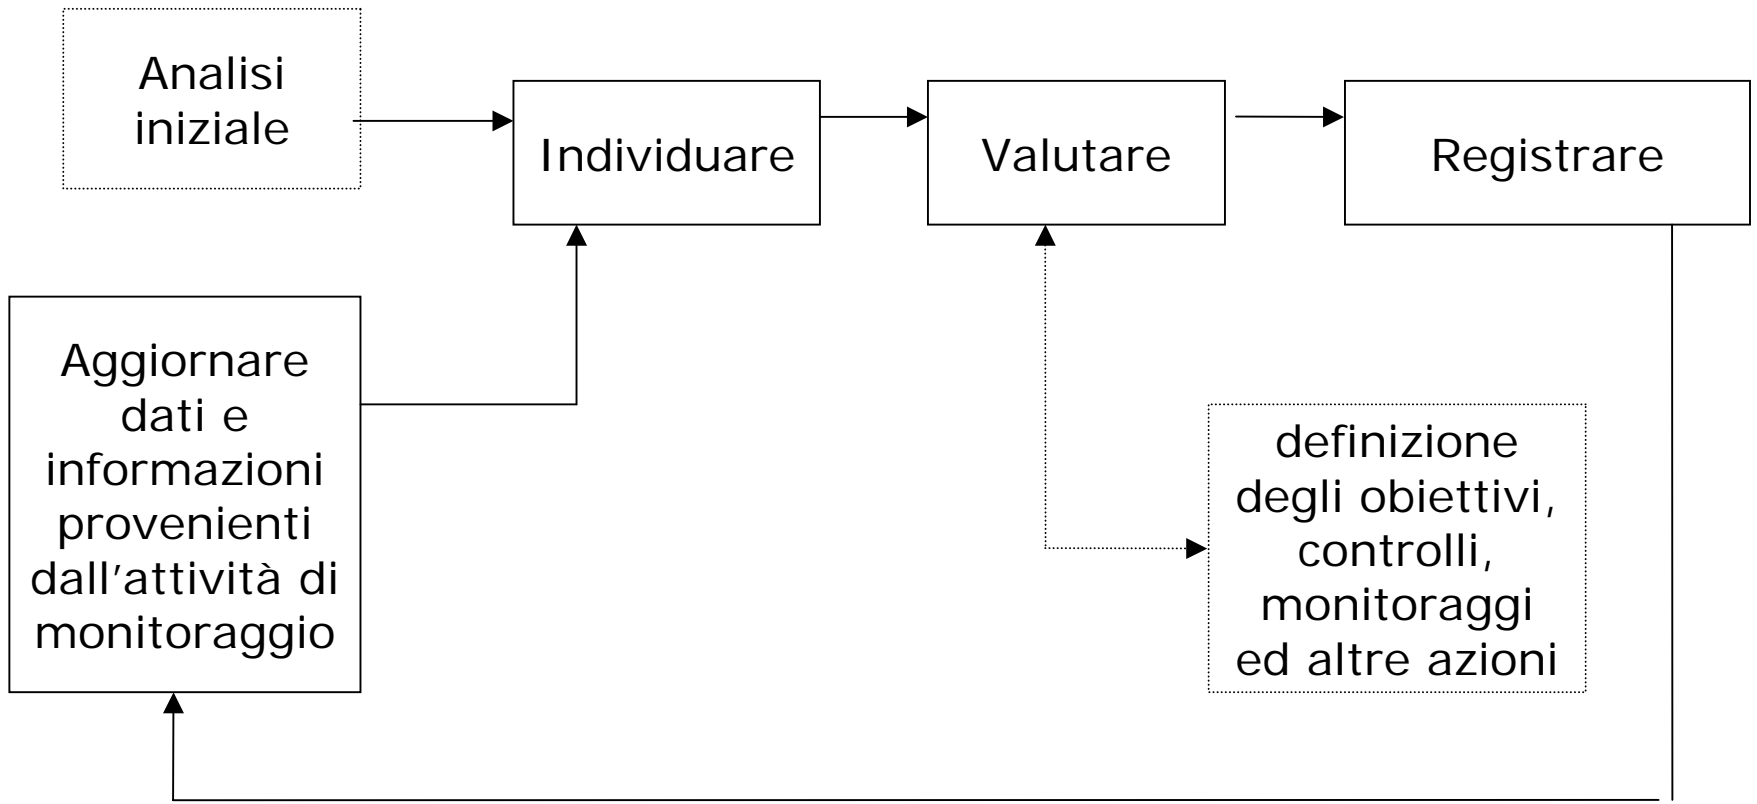 Analisi
iniziale
Individuare
Valutare
Registrare
Aggiornare
dati e
informazioni
provenienti
dall'attività di
monitoraggio
definizione
degli obiettivi,
controlli,
monitoraggi
ed altre azioni